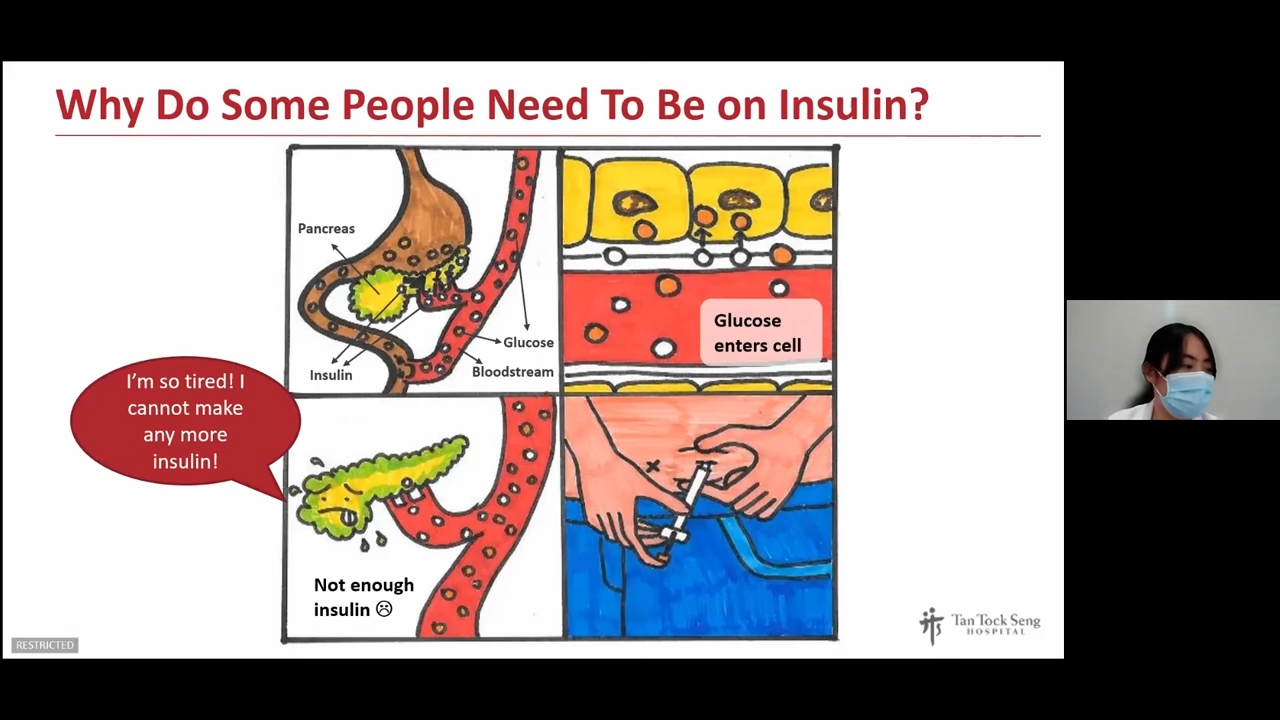 Why Do Some People Need To Be on Insulin?
Pancreas
Glucose
Insulin
Bloodstream
Glucose
enters cell
I'm so tired! I
cannot make
any more
insulin!
Not enough
insulin ☹
Tan Tock Seng
HOSPITAL
RESTRICTED